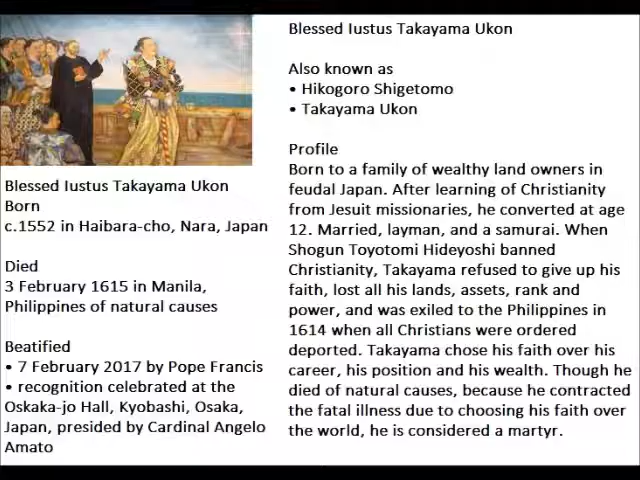 Blessed Iustus Takayama Ukon
Born
c.1552 in Haibara-cho, Nara, Japan
Died
3 February 1615 in Manila,
Philippines of natural causes
Beatified
• 7 February 2017 by Pope Francis
• recognition celebrated at the
Oskaka-jo Hall, Kyobashi, Osaka,
Japan, presided by Cardinal Angelo
Amato
Blessed Iustus Takayama Ukon
Also known as
• Hikogoro Shigetomo
• Takayama Ukon
Profile
Born to a family of wealthy land owners in
feudal Japan. After learning of Christianity
from Jesuit missionaries, he converted at age
12. Married, layman, and a samurai. When
Shogun Toyotomi Hideyoshi banned
Christianity, Takayama refused to give up his
faith, lost all his lands, assets, rank and
power, and was exiled to the Philippines in
1614 when all Christians were ordered
deported. Takayama chose his faith over his
career, his position and his wealth. Though he
died of natural causes, because he contracted
the fatal illness due to choosing his faith over
the world, he is considered a martyr.